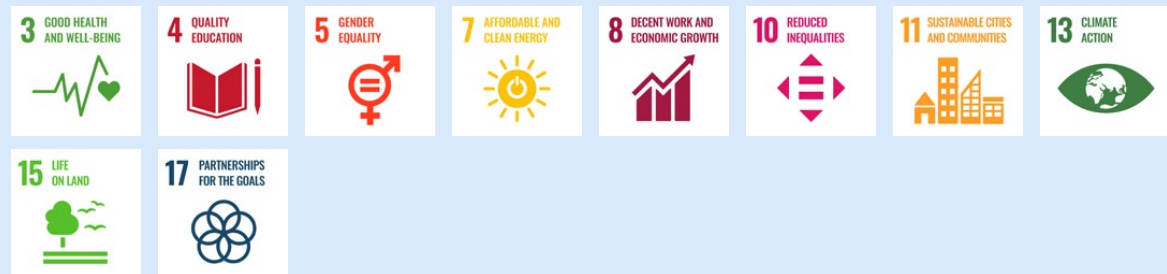 3 GOOD HEALTH
AND WELL-BEING
4 QUALITY
EDUCATION
5 GENDER
EQUALITY
7 AFFORDABLE AND
CLEAN ENERGY
8 DECENT WORK AND
ECONOMIC GROWTH
10 REDUCED
INEQUALITIES
11 SUSTAINABLE CITIES
AND COMMUNITIES
13 CLIMATE
ACTION
15 LIFE
ON LAND
17 PARTNERSHIPS
FOR THE GOALS